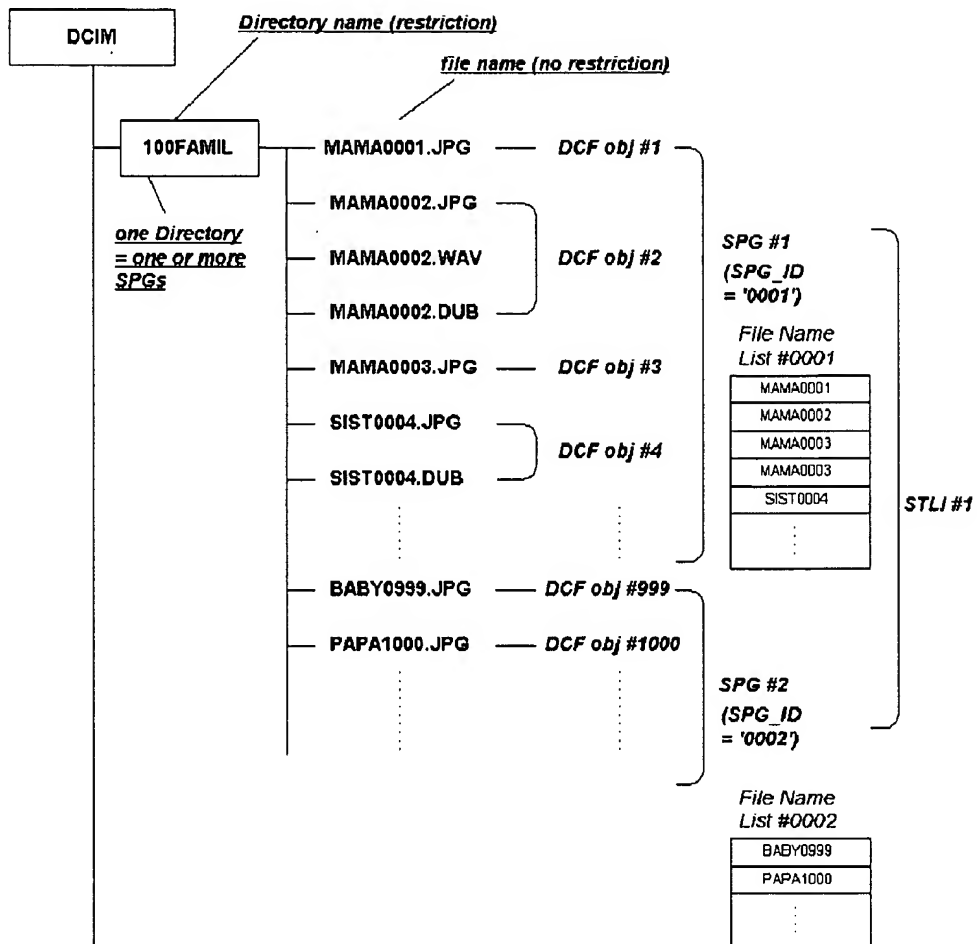 DCIM
Directory name (restriction)
file name (no restriction)
100FAMIL
one Directory
= one or more
SPGs
MAMA0001.JPG
DCF obj #1
MAMA0002.JPG
MAMA0002.WAV
DCF obj #2
MAMA0002.DUB
MAMA0003.JPG
DCF obj #3
SIST0004.JPG
DCF obj #4
SIST0004.DUB
BABY0999.JPG
DCF obj #999
PAPA1000.JPG
DCF obj #1000
SPG #1
(SPG_ID
= '0001')
File Name
List #0001
MAMA0001
MAMA0002
MAMA0003
MAMA0003
SIST0004
STLI #1
SPG #2
(SPG_ID
= '0002')
File Name
List #0002
BABY0999
PAPA1000